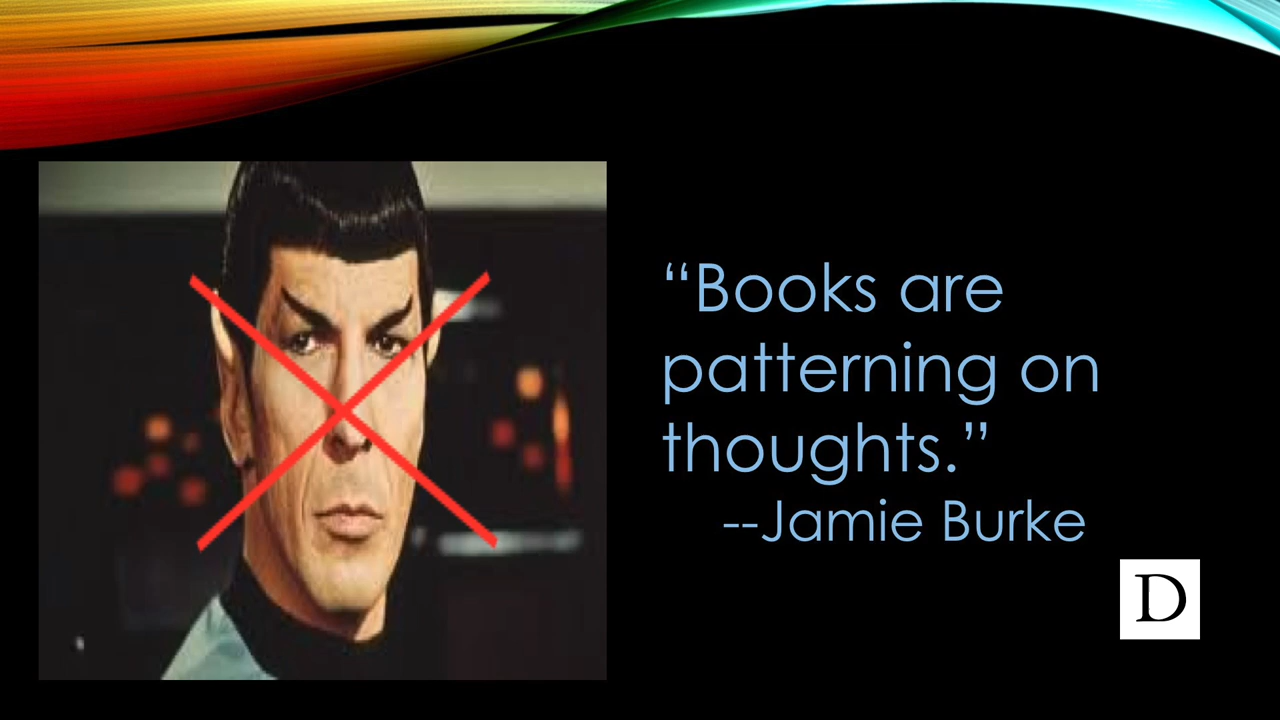 “Books are
patterning on
thoughts.”
--Jamie Burke
D